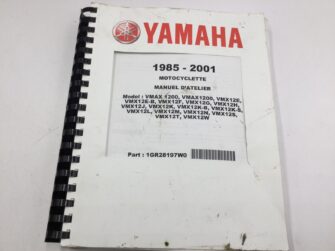 YAMAHA
1985 - 2001
MOTOCYCLETTE
MANUEL D'ATELIER
Model : VMAX 1200, VMAX1200, VMX12E,
VMX12E-B, VMX12F, VMX12G, VMX12H,
VMX12J, VMX12K, VMX12K-B, VMX12K-S,
VMX12L, VMX12M, VMX12N, VMX12S,
VMX12T, VMX12W
Part : 1GR28197W0